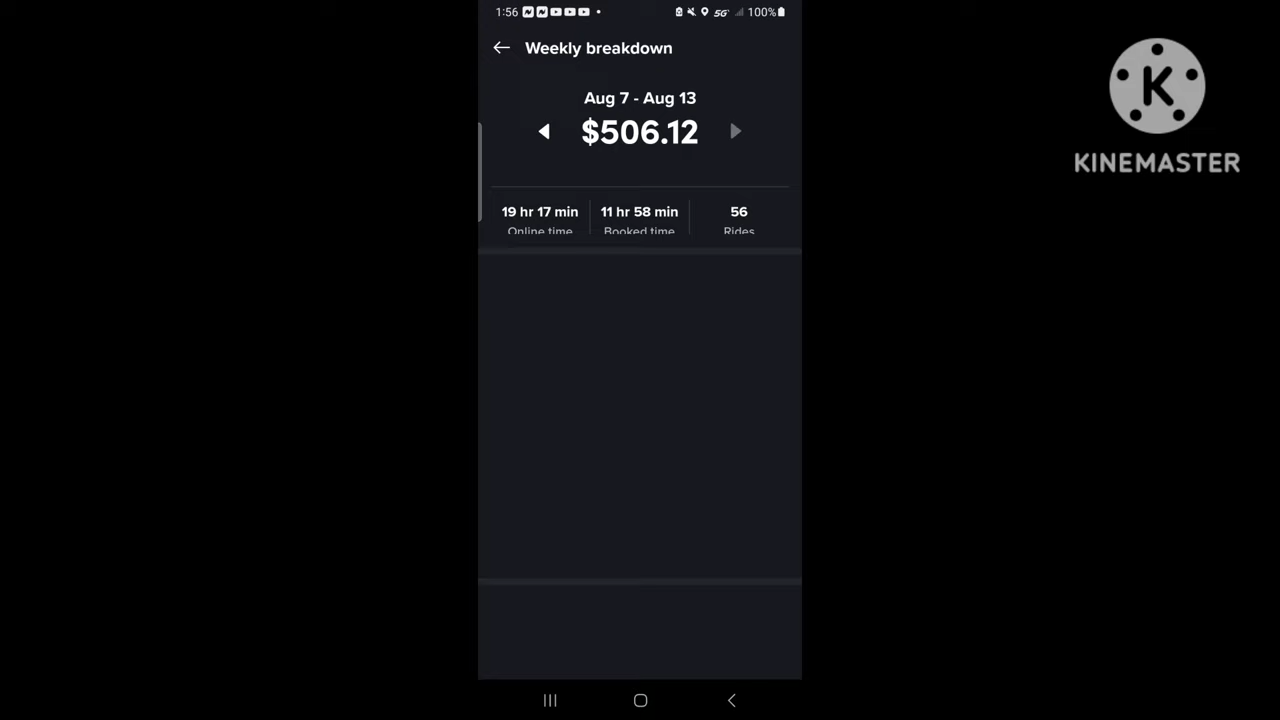 1:56 5G 100%
Weekly breakdown
Aug 7 - Aug 13
$506.12
19 hr 17 min 11 hr 58 min 56
Online time Booked time Rides
K
KINEMASTER